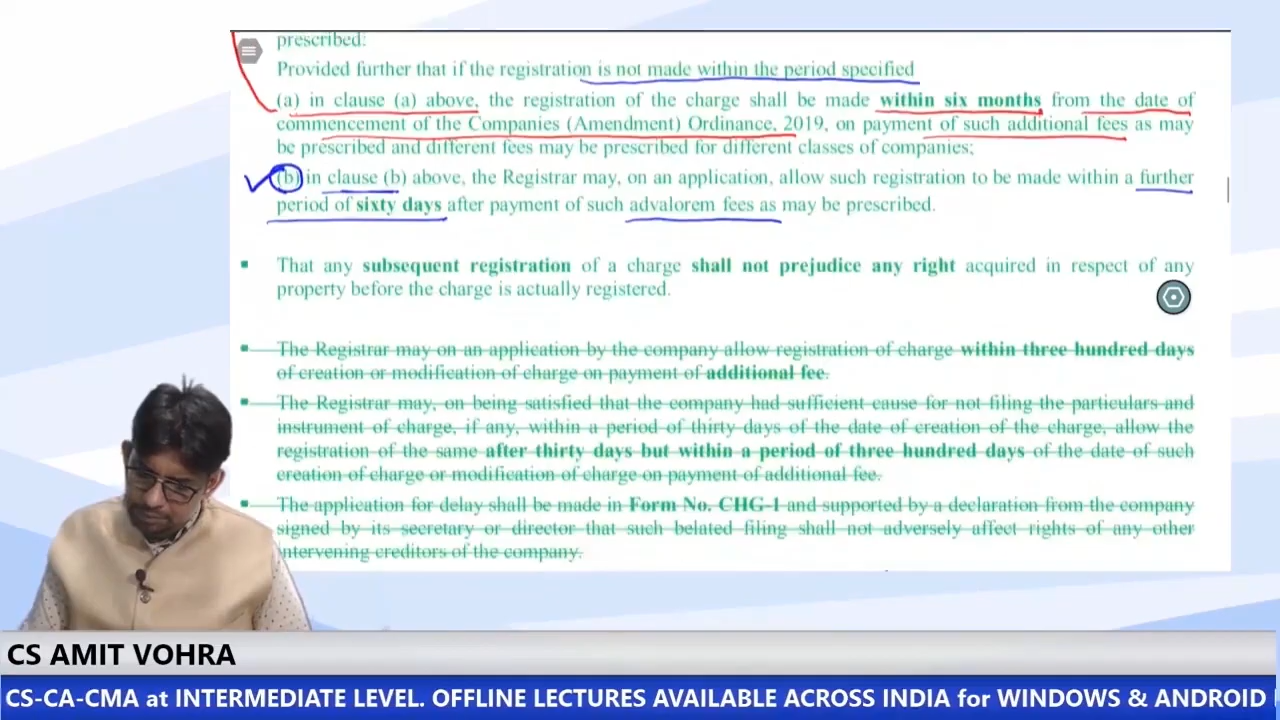 prescribed:
Provided further that if the registration is not made within the period specified
(a) in clause (a) above, the registration of the charge shall be made within six months from the date of
commencement of the Companies (Amendment) Ordinance, 2019, on payment of such additional fees as may
be prescribed and different fees may be prescribed for different classes of companies;
(b) in clause (b) above, the Registrar may, on an application, allow such registration to be made within a further
period of sixty days after payment of such advalorem fees as may be prescribed.
▪ That any subsequent registration of a charge shall not prejudice any right acquired in respect of any
property before the charge is actually registered.
▪ The Registrar may on an application by the company allow registration of charge within three hundred days
of creation or modification of charge on payment of additional fee.
▪ The Registrar may, on being satisfied that the company had sufficient cause for not filing the particulars and
instrument of charge, if any, within a period of thirty days of the date of creation of the charge, allow the
registration of the same after thirty days but within a period of three hundred days of the date of such
creation of charge or modification of charge on payment of additional fee.
▪ The application for delay shall be made in Form No. CHG-1 and supported by a declaration from the company
signed by its secretary or director that such belated filing shall not adversely affect rights of any other
intervening creditors of the company.
CS AMIT VOHRA
CS-CA-CMA at INTERMEDIATE LEVEL. OFFLINE LECTURES AVAILABLE ACROSS INDIA for WINDOWS & ANDROID